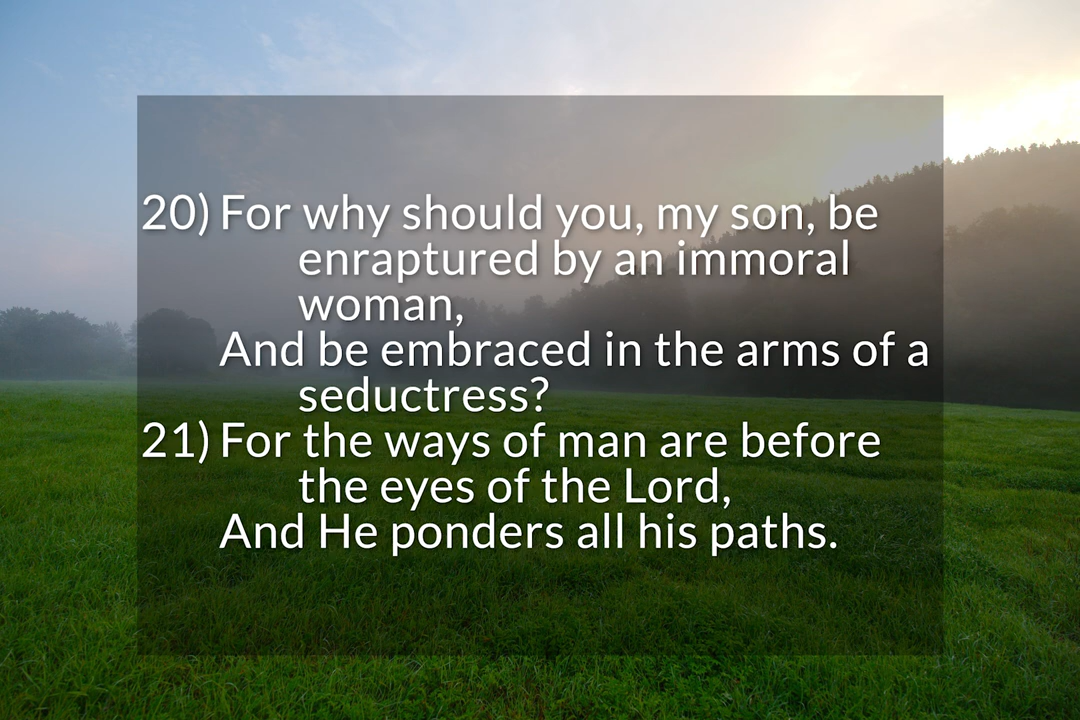 20) For why should you, my son, be
enraptured by an immoral
woman,
And be embraced in the arms of a
seductress?
21) For the ways of man are before
the eyes of the Lord,
And He ponders all his paths.